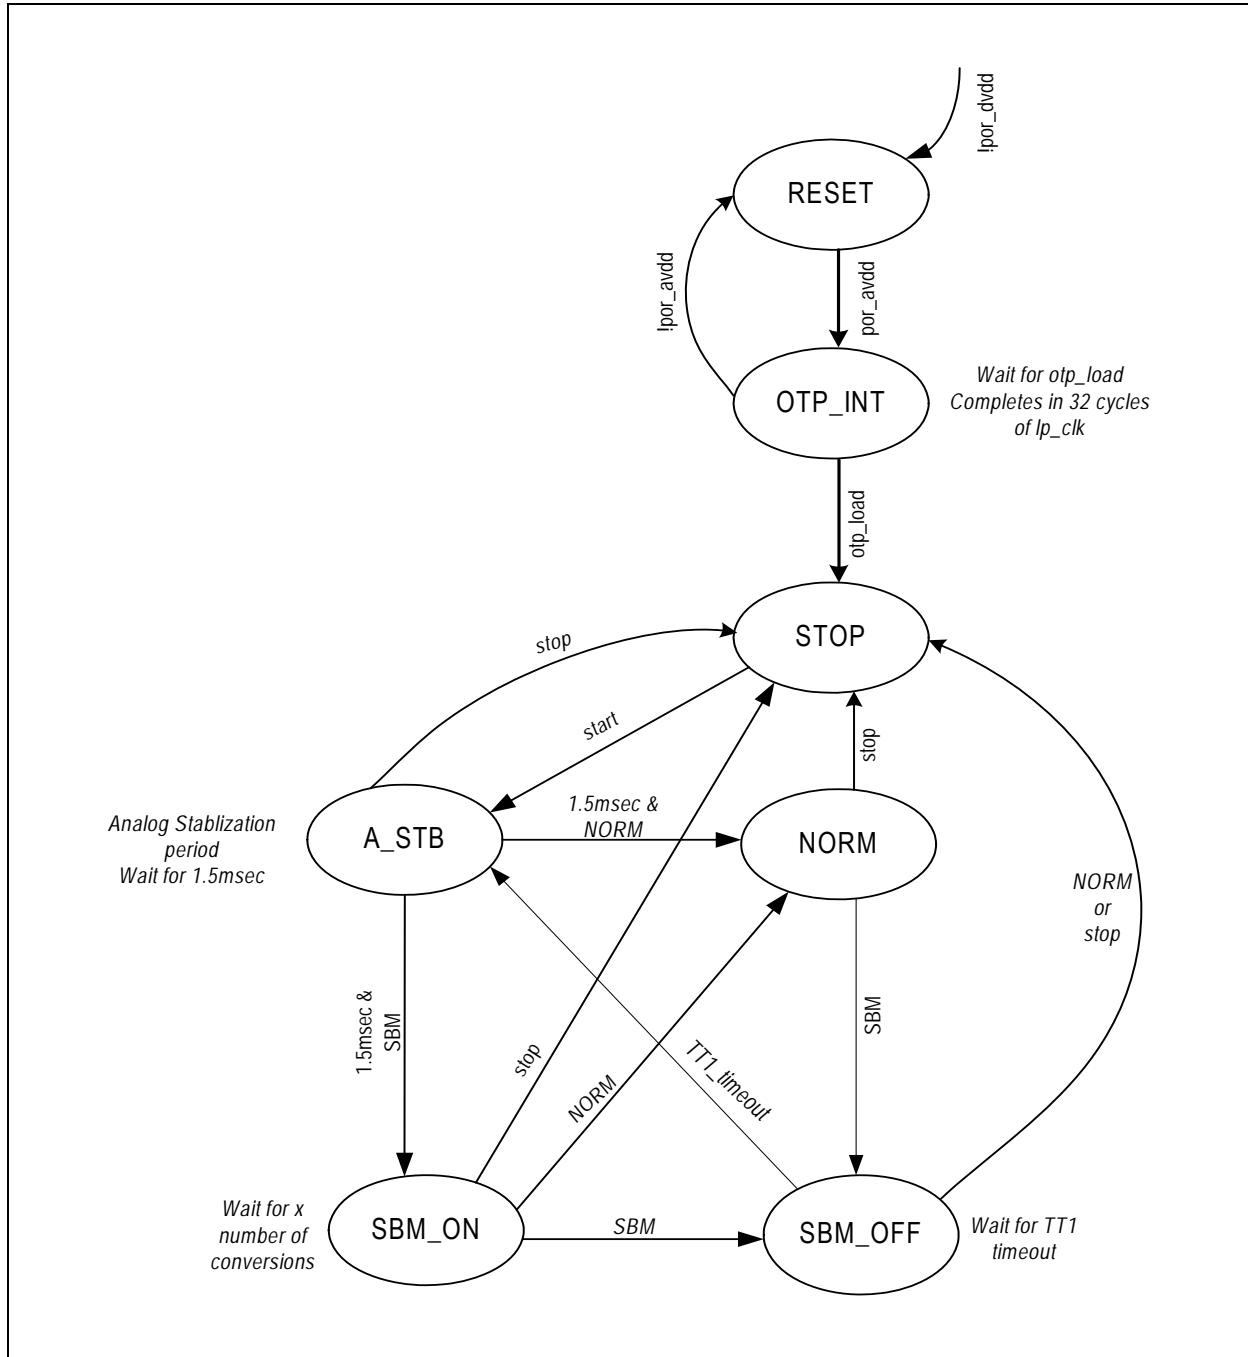 !por_dvdd
RESET
!por_avdd
por_avdd
OTP_INT
Wait for otp_load
Completes in 32 cycles
of lp_clk
otp_load
STOP
stop
start
stop
1.5msec &
NORM
Analog Stablization
period
Wait for 1.5msec
A_STB
NORM
NORM
or
stop
1.5msec &
SBM
stop
NORM
TT1_timeout
SBM
Wait for x
number of
conversions
SBM_ON
SBM
SBM_OFF
Wait for TT1
timeout